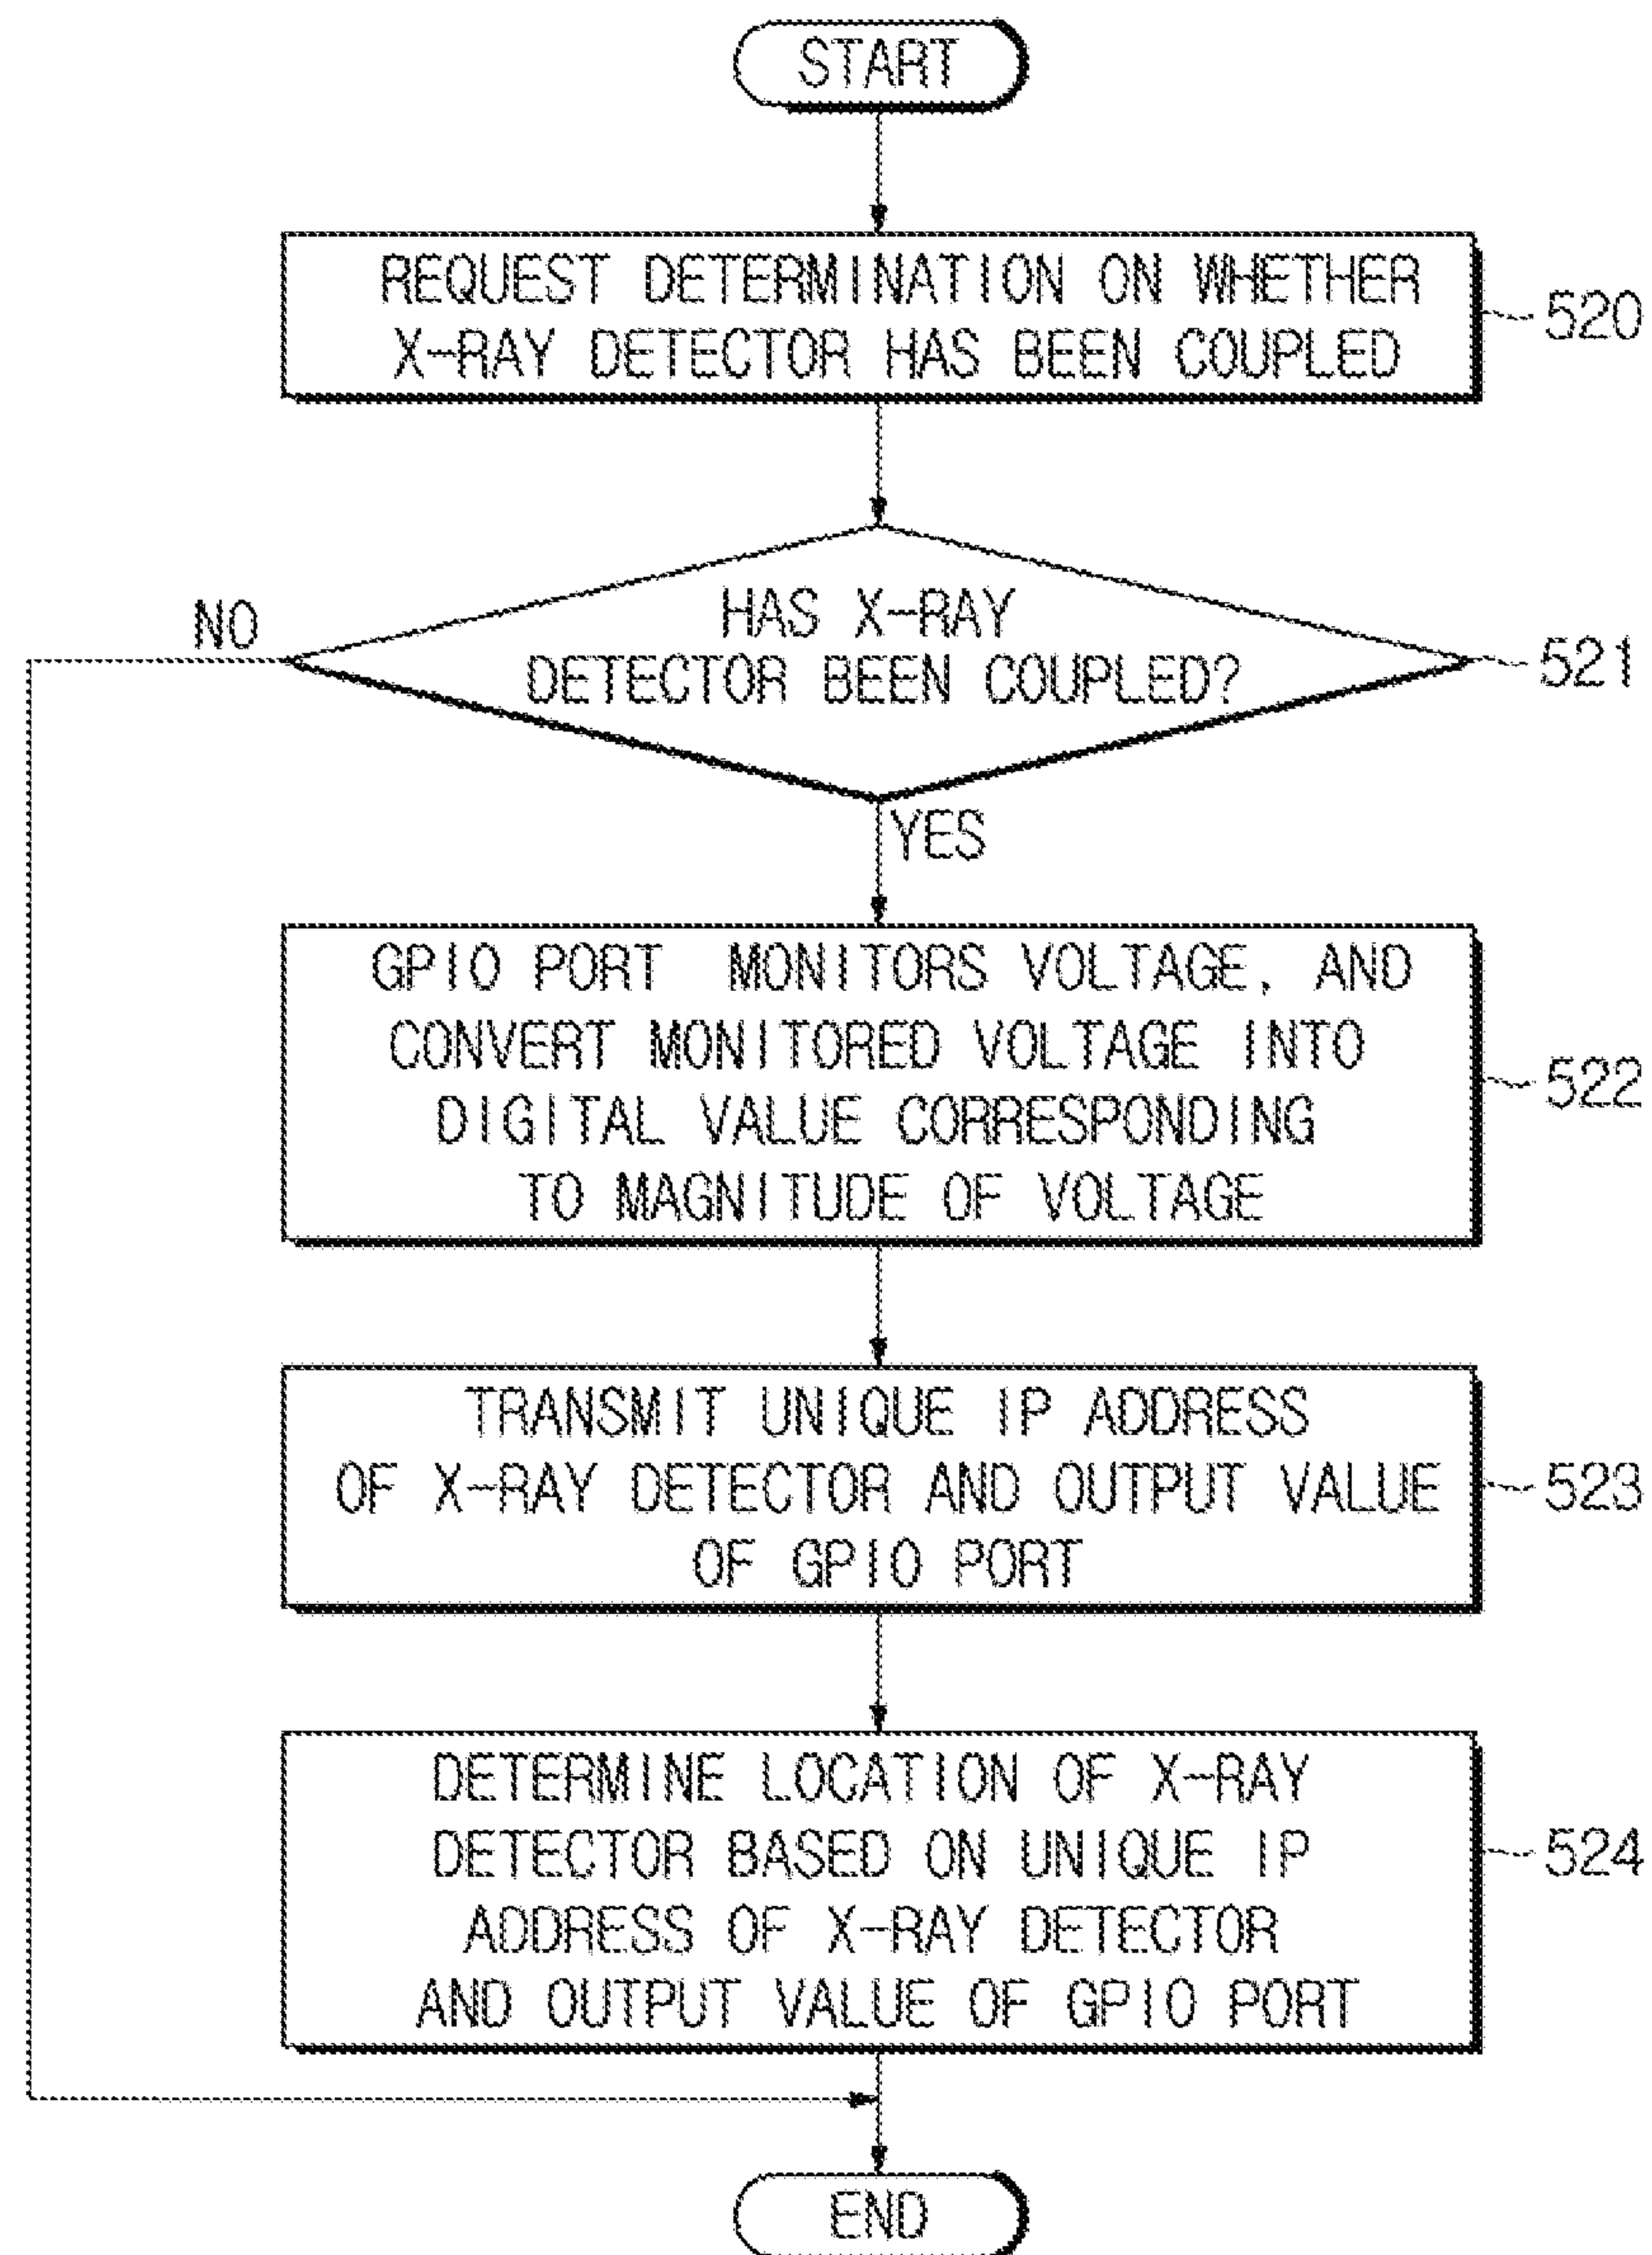 START
REQUEST DETERMINATION ON WHETHER
X-RAY DETECTOR HAS BEEN COUPLED
520
HAS X-RAY
DETECTOR BEEN COUPLED?
521
NO
YES
GPIO PORT MONITORS VOLTAGE, AND
CONVERT MONITORED VOLTAGE INTO
DIGITAL VALUE CORRESPONDING
TO MAGNITUDE OF VOLTAGE
522
TRANSMIT UNIQUE IP ADDRESS
OF X-RAY DETECTOR AND OUTPUT VALUE
OF GPIO PORT
523
DETERMINE LOCATION OF X-RAY
DETECTOR BASED ON UNIQUE IP
ADDRESS OF X-RAY DETECTOR
AND OUTPUT VALUE OF GPIO PORT
524
END